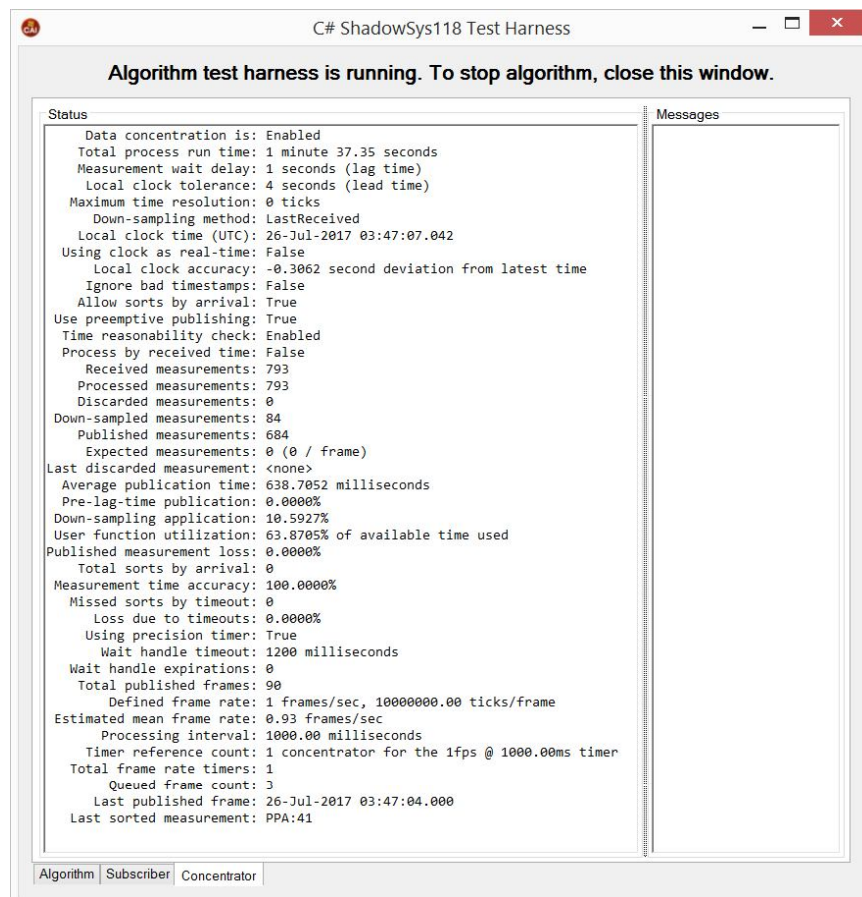 CAI
C# ShadowSys118 Test Harness
Algorithm test harness is running. To stop algorithm, close this window.
Status
Messages
Data concentration is: Enabled
Total process run time: 1 minute 37.35 seconds
Measurement wait delay: 1 seconds (lag time)
Local clock tolerance: 4 seconds (lead time)
Maximum time resolution: 0 ticks
Down-sampling method: LastReceived
Local clock time (UTC): 26-Jul-2017 03:47:07.042
Using clock as real-time: False
Local clock accuracy: -0.3062 second deviation from latest time
Ignore bad timestamps: False
Allow sorts by arrival: True
Use preemptive publishing: True
Time reasonability check: Enabled
Process by received time: False
Received measurements: 793
Processed measurements: 793
Discarded measurements: 0
Down-sampled measurements: 84
Published measurements: 684
Expected measurements: 0 (0 / frame)
Last discarded measurement: <none>
Average publication time: 638.7052 milliseconds
Pre-lag-time publication: 0.0000%
Down-sampling application: 10.5927%
User function utilization: 63.8705% of available time used
Published measurement loss: 0.0000%
Total sorts by arrival: 0
Measurement time accuracy: 100.0000%
Missed sorts by timeout: 0
Loss due to timeouts: 0.0000%
Using precision timer: True
Wait handle timeout: 1200 milliseconds
Wait handle expirations: 0
Total published frames: 90
Defined frame rate: 1 frames/sec, 10000000.00 ticks/frame
Estimated mean frame rate: 0.93 frames/sec
Processing interval: 1000.00 milliseconds
Timer reference count: 1 concentrator for the 1fps @ 1000.00ms timer
Total frame rate timers: 1
Queued frame count: 3
Last published frame: 26-Jul-2017 03:47:04.000
Last sorted measurement: PPA:41
Algorithm Subscriber Concentrator